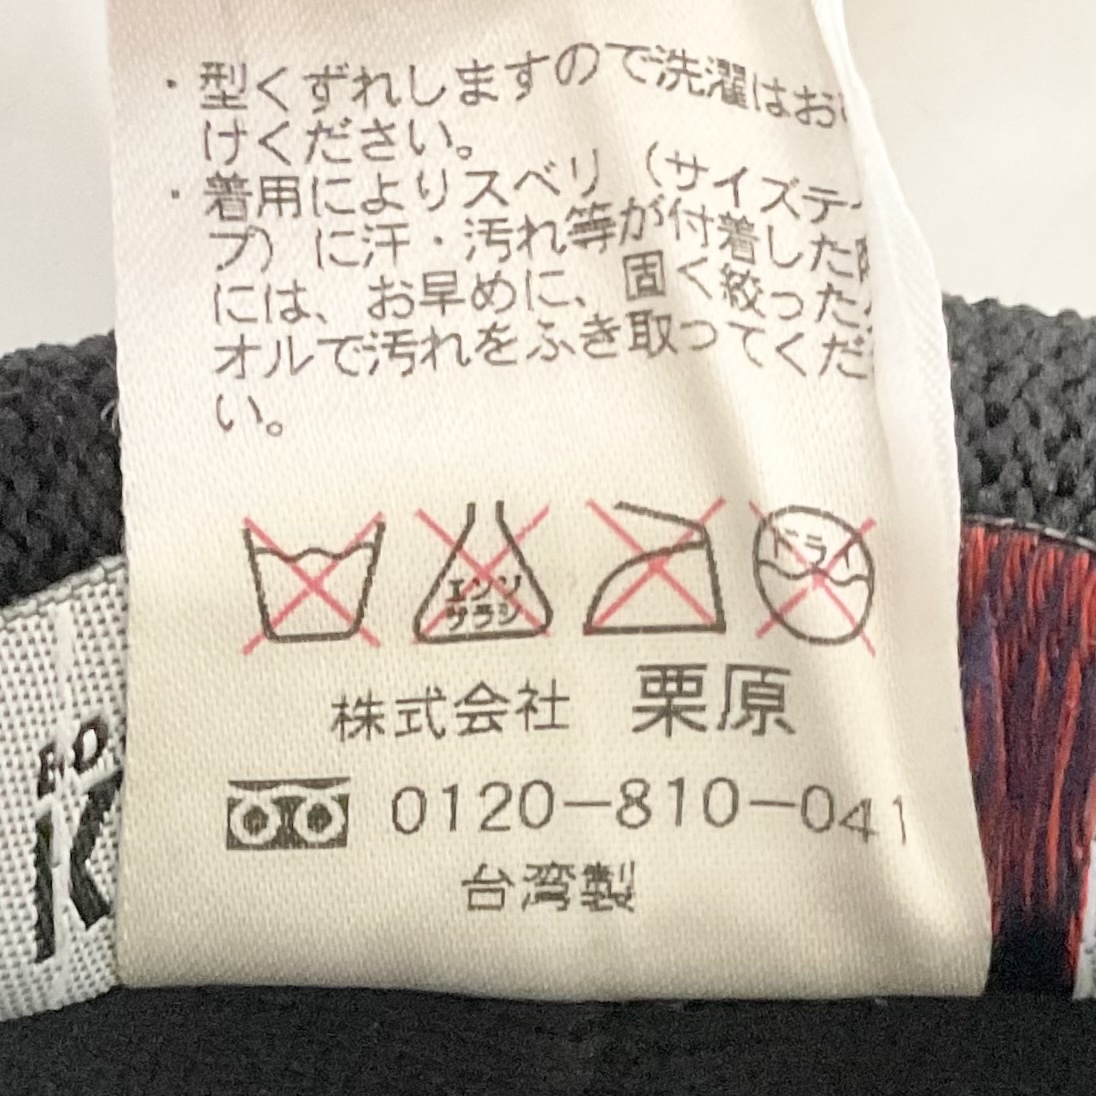 ・型くずれしますので洗濯はお
けください。
・着用によりスベリ（サイズテー
プ）に汗・汚れ等が付着した
には、お早めに、固く絞った
オルで汚れをふき取ってくだ
い。
エンソ
サラシ
ドライ
株式会社 栗原
0120−810−041
台湾製